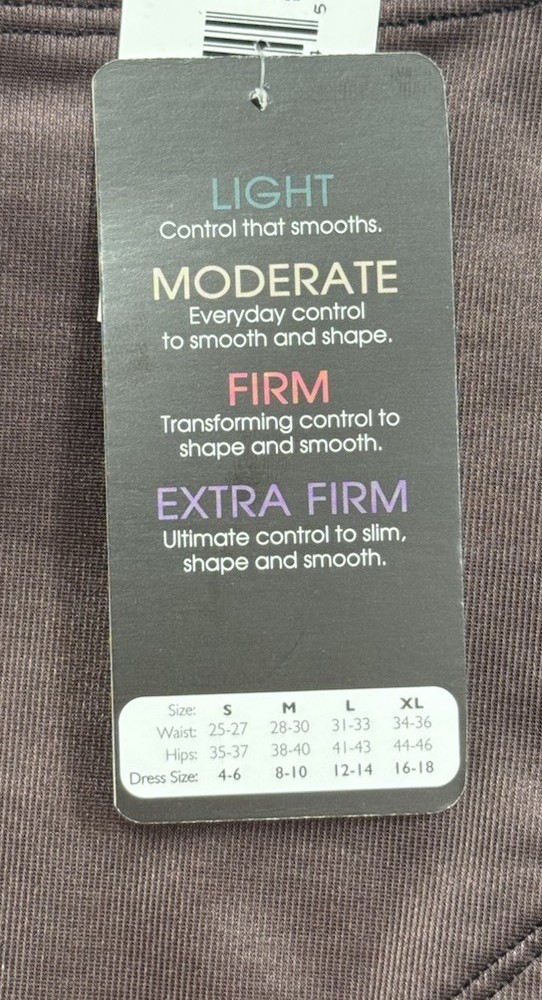 5
LIGHT
Control that smooths.
MODERATE
Everyday control
to smooth and shape.
FIRM
Transforming control to
shape and smooth.
EXTRA FIRM
Ultimate control to slim,
shape and smooth.
Size: S M L XL
Waist: 25-27 28-30 31-33 34-36
Hips: 35-37 38-40 41-43 44-46
Dress Size: 4-6 8-10 12-14 16-18